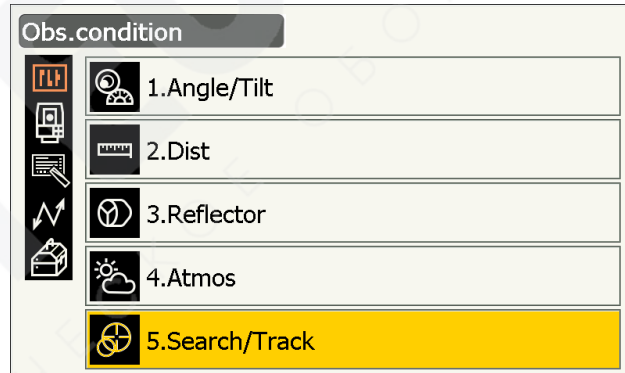 Obs.condition
1.Angle/Tilt
2.Dist
3.Reflector
4.Atmos
5.Search/Track